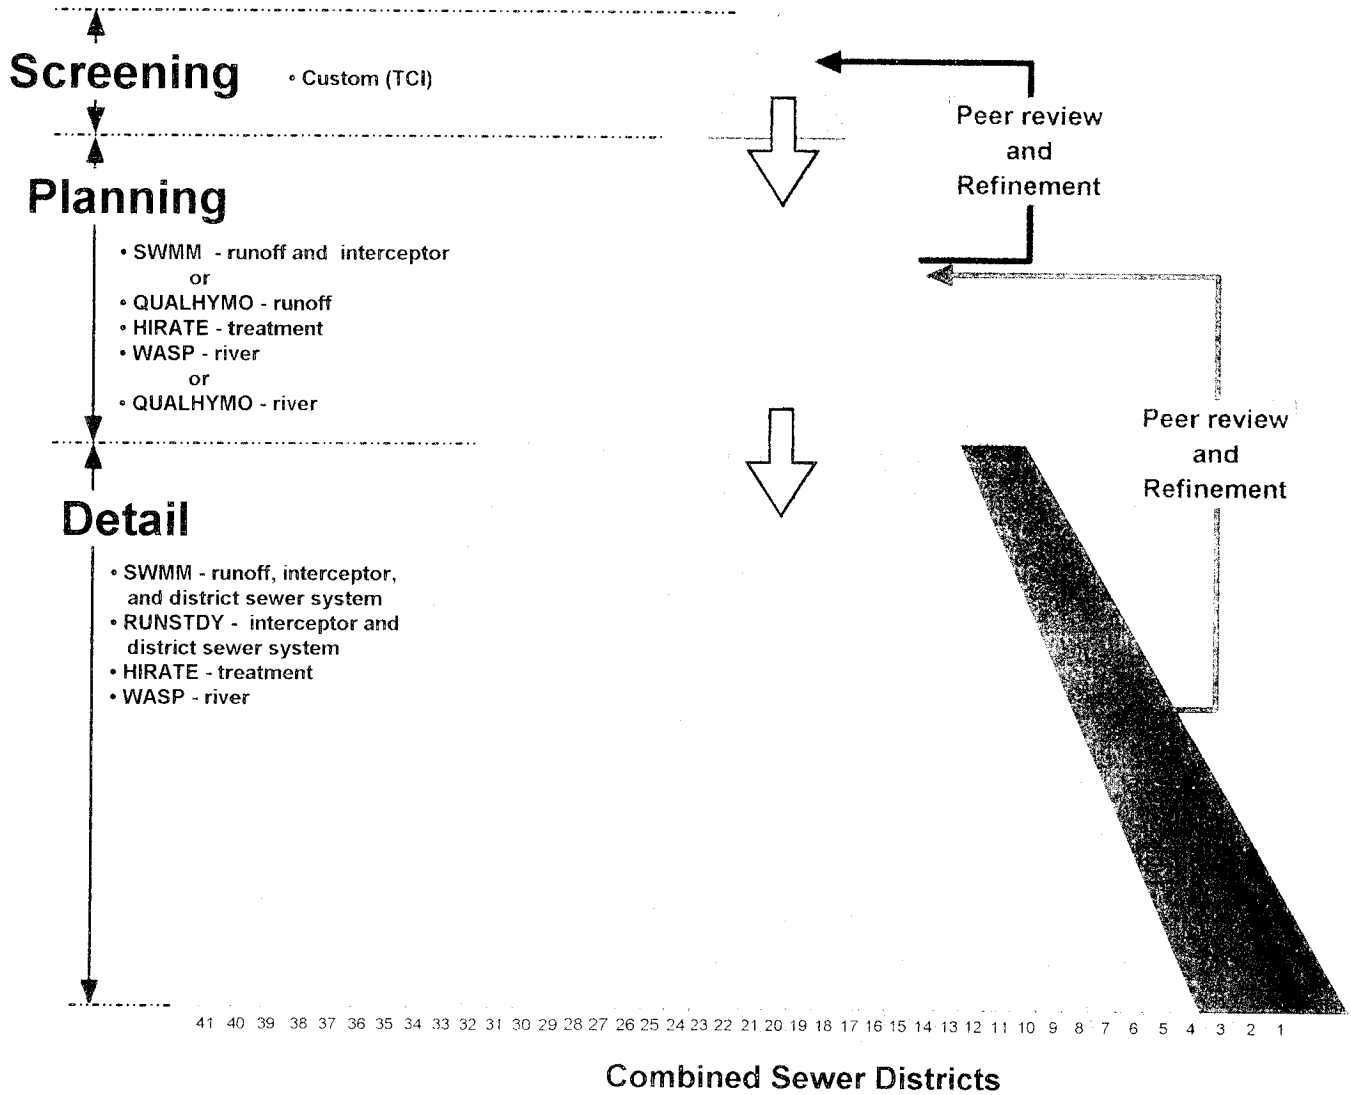 Screening
• Custom (TCI)
Peer review
and
Refinement
Planning
• SWMM - runoff and interceptor
or
• QUALHYMO - runoff
• HIRATE - treatment
• WASP - river
or
• QUALHYMO - river
Peer review
and
Refinement
Detail
• SWMM - runoff, interceptor,
and district sewer system
• RUNSTDY - interceptor and
district sewer system
• HIRATE - treatment
• WASP - river
41 40 39 38 37 36 35 34 33 32 31 30 29 28 27 26 25 24 23 22 21 20 19 18 17 16 15 14 13 12 11 10 9 8 7 6 5 4 3 2 1
Combined Sewer Districts